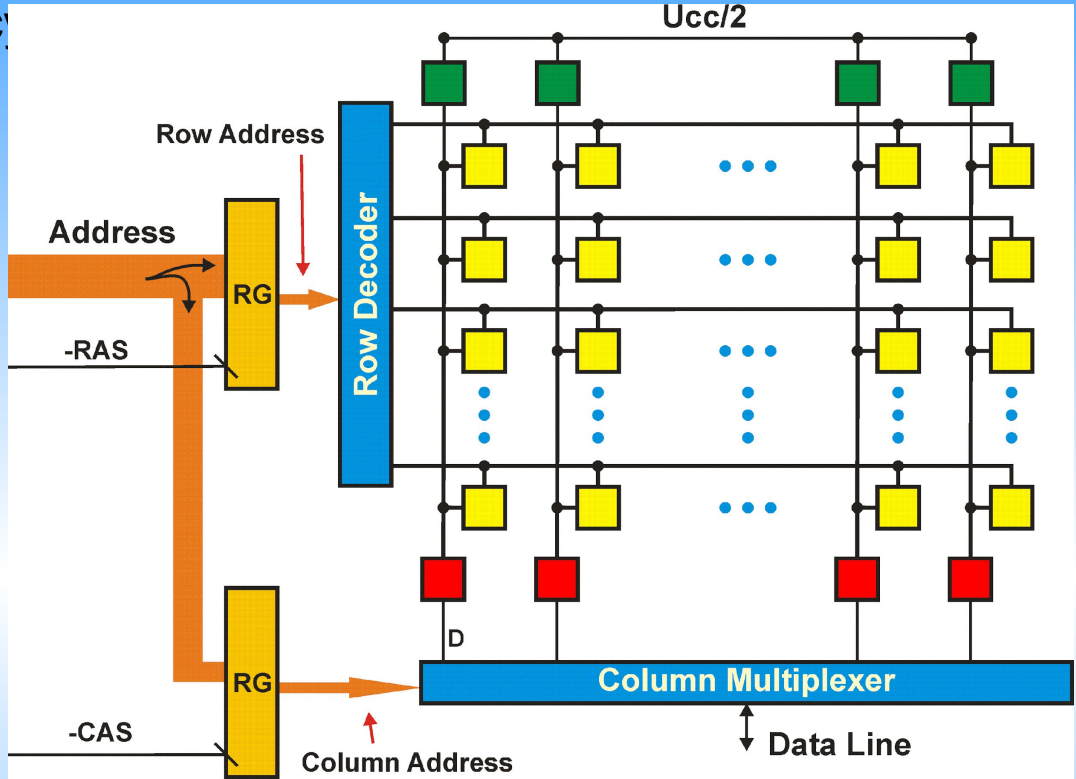 Ucc/2
Row Address
Address
RG
Row Decoder
-RAS
D
RG
Column Multiplexer
-CAS
Column Address
Data Line